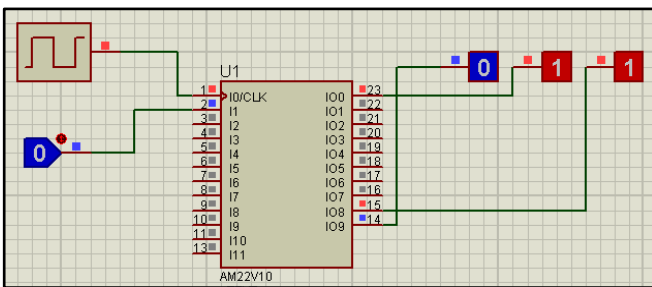 U1
0 1 1
1 I0/CLK IO0 23
2 I1 IO1 22
3 I2 IO2 21
4 I3 IO3 20
5 I4 IO4 19
6 I5 IO5 18
7 I6 IO6 17
8 I7 IO7 16
9 I8 IO8 15
10 I9 IO9 14
11 I10
13 I11
0
AM22V10